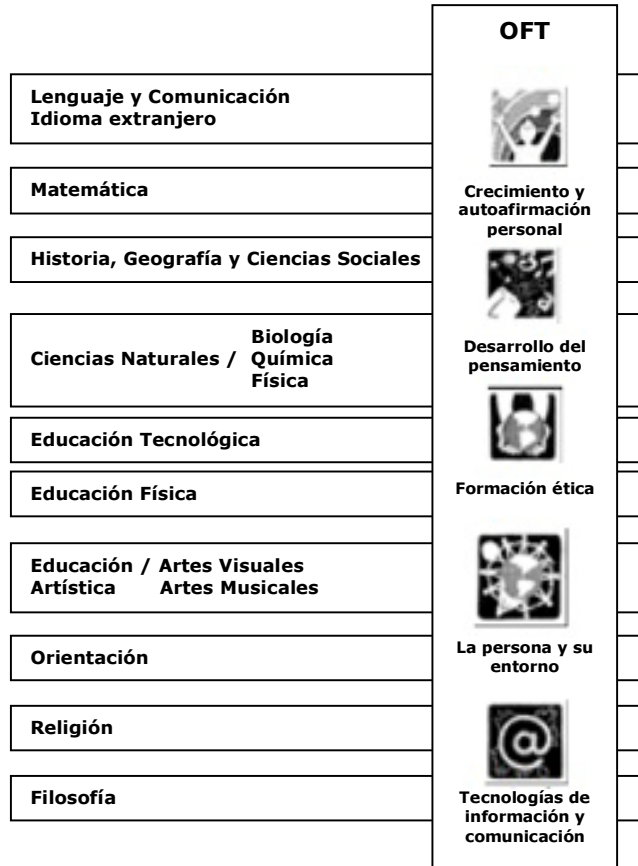 OFT
Lenguaje y Comunicación
Idioma extranjero
Matemática
Historia, Geografía y Ciencias Sociales
Biología
Ciencias Naturales / Química
Física
Educación Tecnológica
Educación Física
Educación / Artes Visuales
Artística Artes Musicales
Orientación
Religión
Filosofía
Crecimiento y
autoafirmación
personal
Desarrollo del
pensamiento
Formación ética
La persona y su
entorno
@
Tecnologías de
información y
comunicación